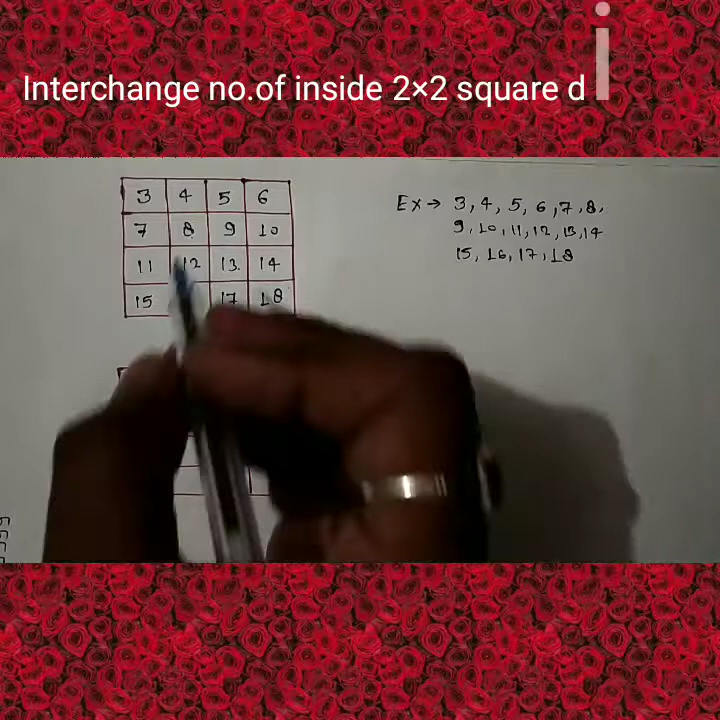 Interchange no.of inside 2×2 square d i
3 4 5 6
7 8 9 10
11 12 13 14
15 17 18
Ex → 3, 4, 5, 6, 7, 8,
9, 10, 11, 12, 13, 14
15, 16, 17, 18